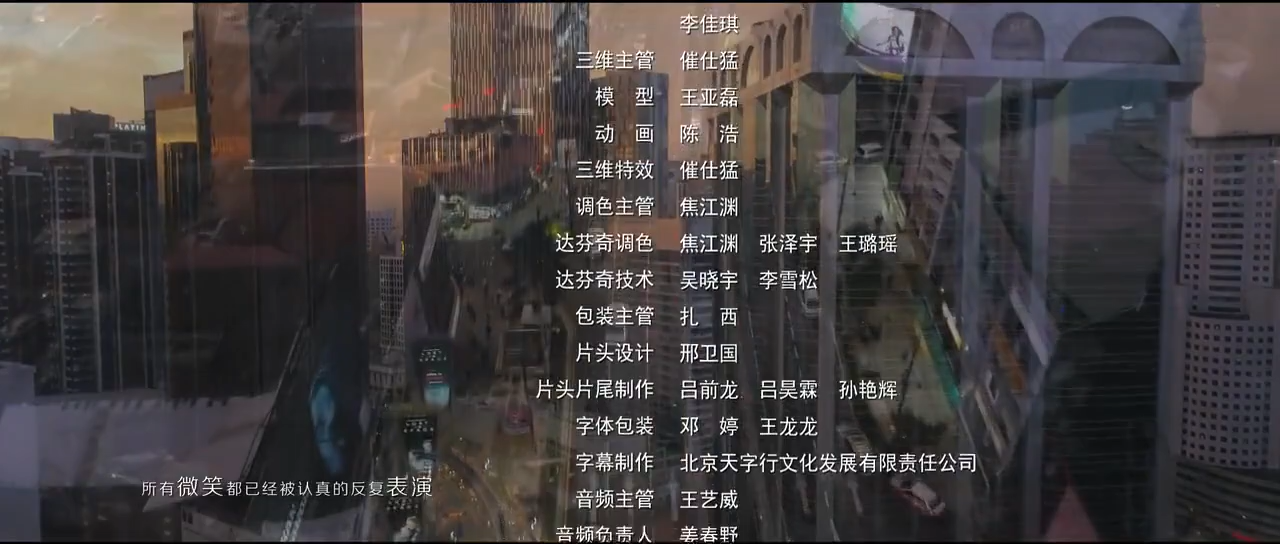 李佳琪
三维主管 催仕猛
模 型 王亚磊
动 画 陈 浩
三维特效 催仕猛
调色主管 焦江渊
达芬奇调色 焦江渊 张泽宇 王璐瑶
达芬奇技术 吴晓宇 李雪松
包装主管 扎 西
片头设计 邢卫国
片头片尾制作 吕前龙 吕昊霖 孙艳辉
字体包装 邓 婷 王龙龙
字幕制作 北京天字行文化发展有限责任公司
所有微笑都已经被认真的反复表演
音频主管 王艺威
音频负责人 姜春野
PLATIN